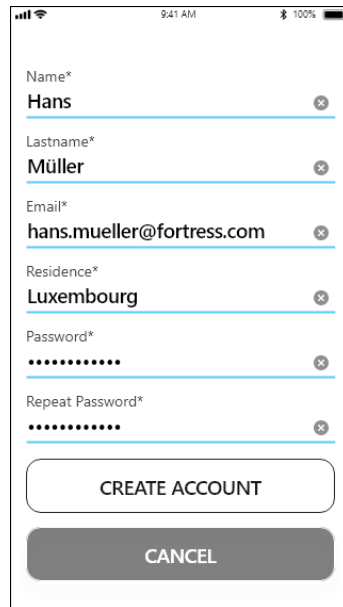 9:41 AM 100%
Name*
Hans
Lastname*
Müller
Email*
hans.mueller@fortress.com
Residence*
Luxembourg
Password*
••••••••••••
Repeat Password*
••••••••••••
CREATE ACCOUNT
CANCEL